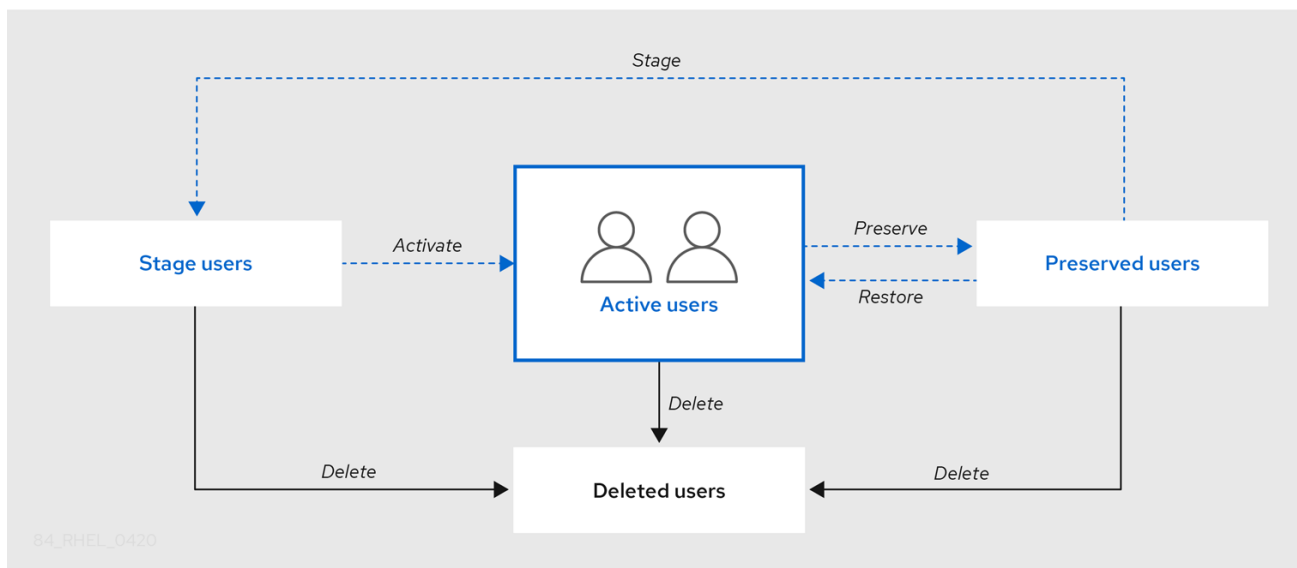 Stage
Stage users
Activate
Active users
Preserve
Restore
Preserved users
Delete
Delete
Deleted users
Delete
84_RHEL_0420